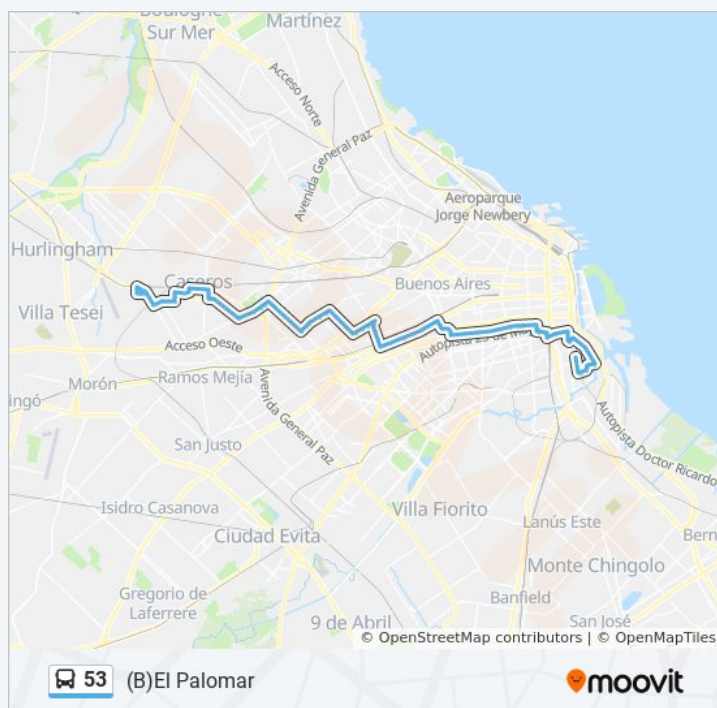 Boulogne
Sur Mer
Martínez
Acceso Norte
Avenida General Paz
Aeroparque
Jorge Newbery
Hurlingham
Caseros
Buenos Aires
Villa Tesei
Acceso Oeste
Autopista 25 de Ma
Ramos Mejía
Morón
ingó
Avenida General Paz
San Justo
Autopista Doctor Ricardo
Isidro Casanova
Villa Fiorito
Lanús Este
Ciudad Evita
Bern
Monte Chingolo
Gregorio de
Laferrere
Banfield
9 de Abril
San José
© OpenStreetMap contributors | © OpenMapTiles
53 (B)El Palomar
moovit